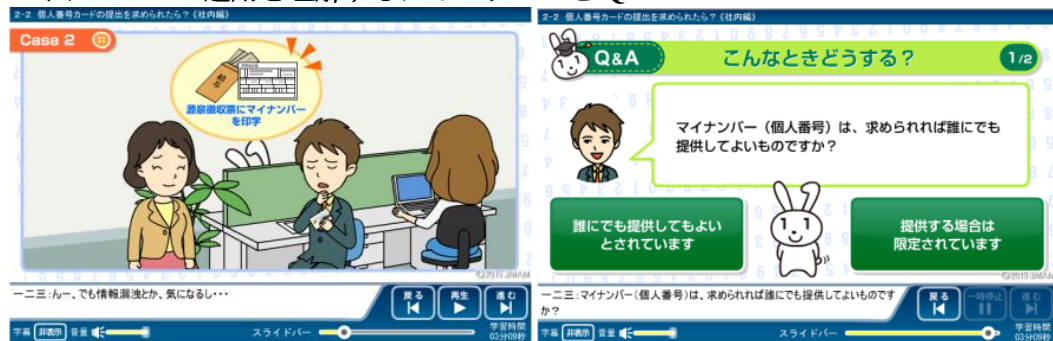 2-2 個人番号カードの提出を求められたら？《社内編》
Case 2
給与
源泉徴収票にマイナンバー
を印字
©2015 JMAM
一二三:んー、でも情報漏洩とか、気になるし・・・
戻る
再生
進む
字幕 非表示 音量
スライドバー
学習時間
03分09秒
2-2 個人番号カードの提出を求められたら？《社内編》
Q&A
こんなときどうする？
1/2
マイナンバー（個人番号）は、求められれば誰にでも
提供してよいものですか？
誰にでも提供してもよい
とされています
提供する場合は
限定されています
©2015 JMAM
一二三:マイナンバー(個人番号)は、求められれば誰にでも提供してよいものです
か？
戻る
一時停止
進む
字幕 非表示 音量
スライドバー
学習時間
03分09秒